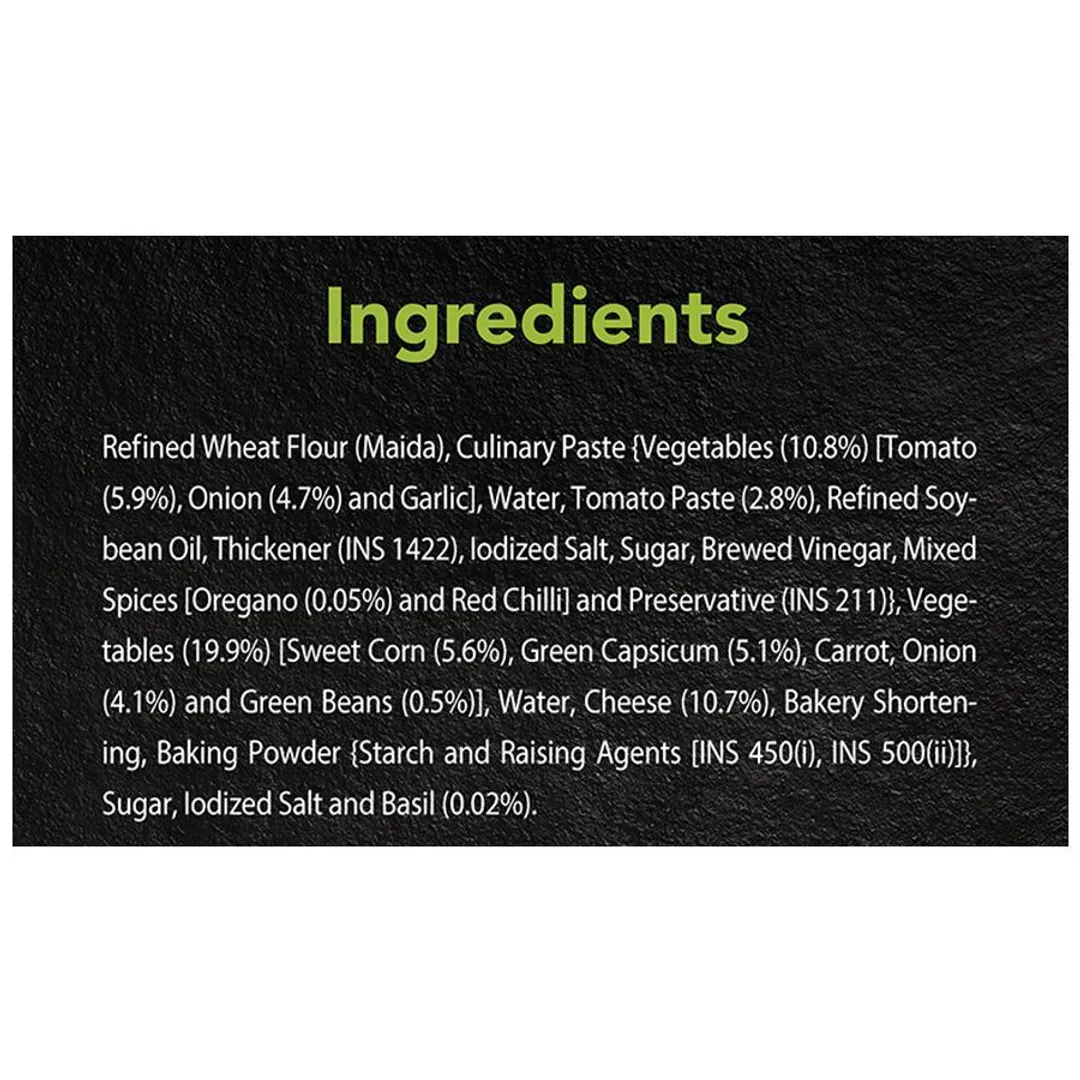 Ingredients
Refined Wheat Flour (Maida), Culinary Paste {Vegetables (10.8%) [Tomato
(5.9%), Onion (4.7%) and Garlic], Water, Tomato Paste (2.8%), Refined Soy-
bean Oil, Thickener (INS 1422), Iodized Salt, Sugar, Brewed Vinegar, Mixed
Spices [Oregano (0.05%) and Red Chilli] and Preservative (INS 211)}, Vege-
tables (19.9%) [Sweet Corn (5.6%), Green Capsicum (5.1%), Carrot, Onion
(4.1%) and Green Beans (0.5%)], Water, Cheese (10.7%), Bakery Shorten-
ing, Baking Powder {Starch and Raising Agents [INS 450(i), INS 500(ii)]},
Sugar, Iodized Salt and Basil (0.02%).